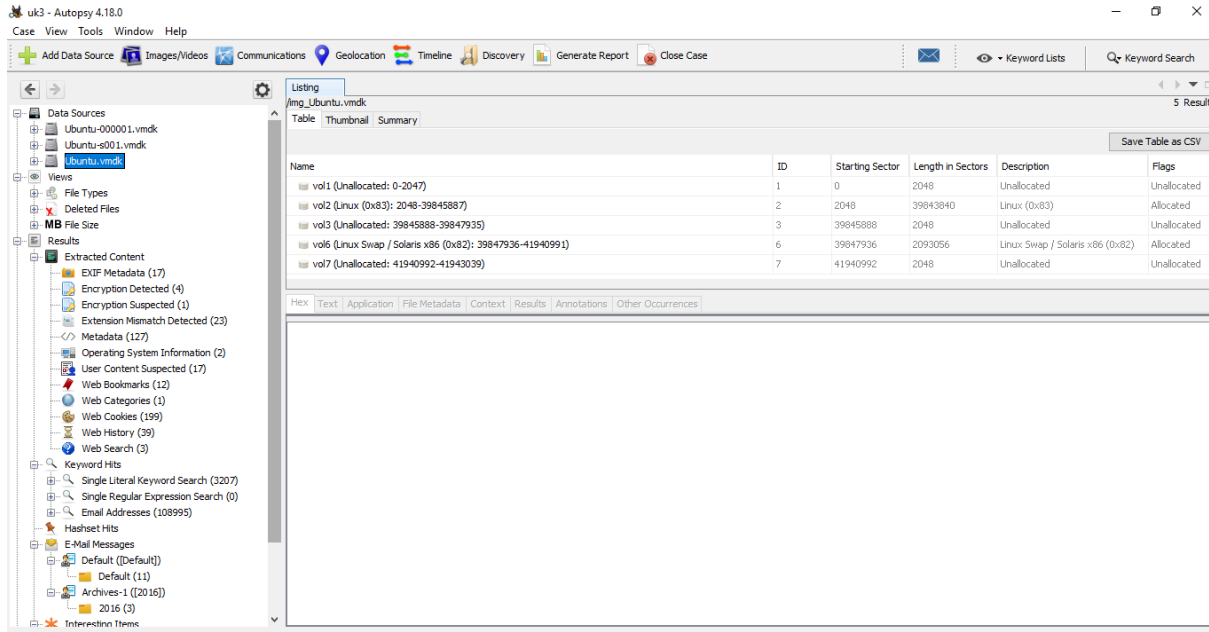 uk3 - Autopsy 4.18.0
Case View Tools Window Help
Add Data Source Images/Videos Communications Geolocation Timeline Discovery Generate Report Close Case Keyword Lists Keyword Search
Data Sources
Ubuntu-000001.vmdk
Ubuntu-s001.vmdk
Ubuntu.vmdk
Views
File Types
Deleted Files
MB File Size
Results
Extracted Content
EXIF Metadata (17)
Encryption Detected (4)
Encryption Suspected (1)
Extension Mismatch Detected (23)
Metadata (127)
Operating System Information (2)
User Content Suspected (17)
Web Bookmarks (12)
Web Categories (1)
Web Cookies (199)
Web History (39)
Web Search (3)
Keyword Hits
Single Literal Keyword Search (3207)
Single Regular Expression Search (0)
Email Addresses (108995)
Hashset Hits
E-Mail Messages
Default ([Default])
Default (11)
Archives-1 ([2016])
2016 (3)
Interesting Items
Listing
/img_Ubuntu.vmdk 5 Result
Table Thumbnail Summary
Save Table as CSV
Name ID Starting Sector Length in Sectors Description Flags
vol1 (Unallocated: 0-2047) 1 0 2048 Unallocated Unallocated
vol2 (Linux (0x83): 2048-39845887) 2 2048 39843840 Linux (0x83) Allocated
vol3 (Unallocated: 39845888-39847935) 3 39845888 2048 Unallocated Unallocated
vol6 (Linux Swap / Solaris x86 (0x82): 39847936-41940991) 6 39847936 2093056 Linux Swap / Solaris x86 (0x82) Allocated
vol7 (Unallocated: 41940992-41943039) 7 41940992 2048 Unallocated Unallocated
Hex Text Application File Metadata Context Results Annotations Other Occurrences